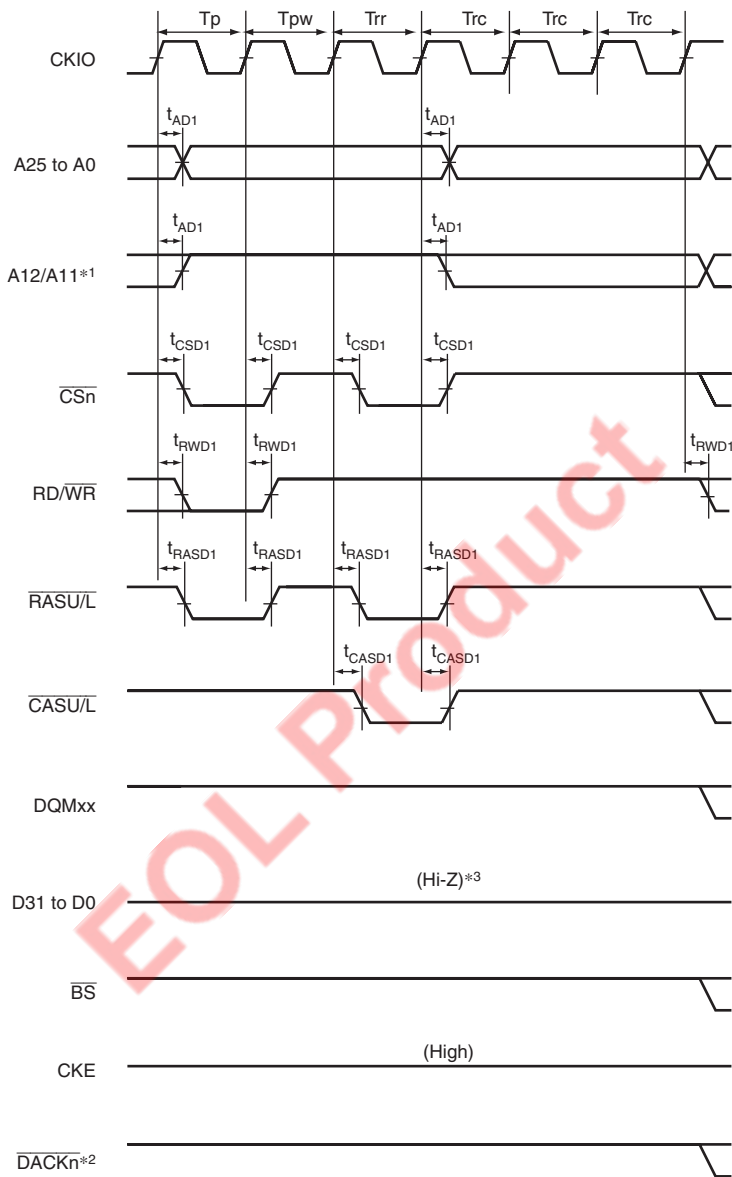 Tp Tpw Trr Trc Trc Trc
CKIO
tAD1 tAD1
A25 to A0
tAD1 tAD1
A12/A11*1
tCSD1 tCSD1 tCSD1 tCSD1
CSn
tRWD1 tRWD1 tRWD1
RD/WR
tRASD1 tRASD1 tRASD1 tRASD1
RASU/L
tCASD1 tCASD1
CASU/L
DQMxx
(Hi-Z)*3
D31 to D0
BS
(High)
CKE
DACKn*2
EOL Product